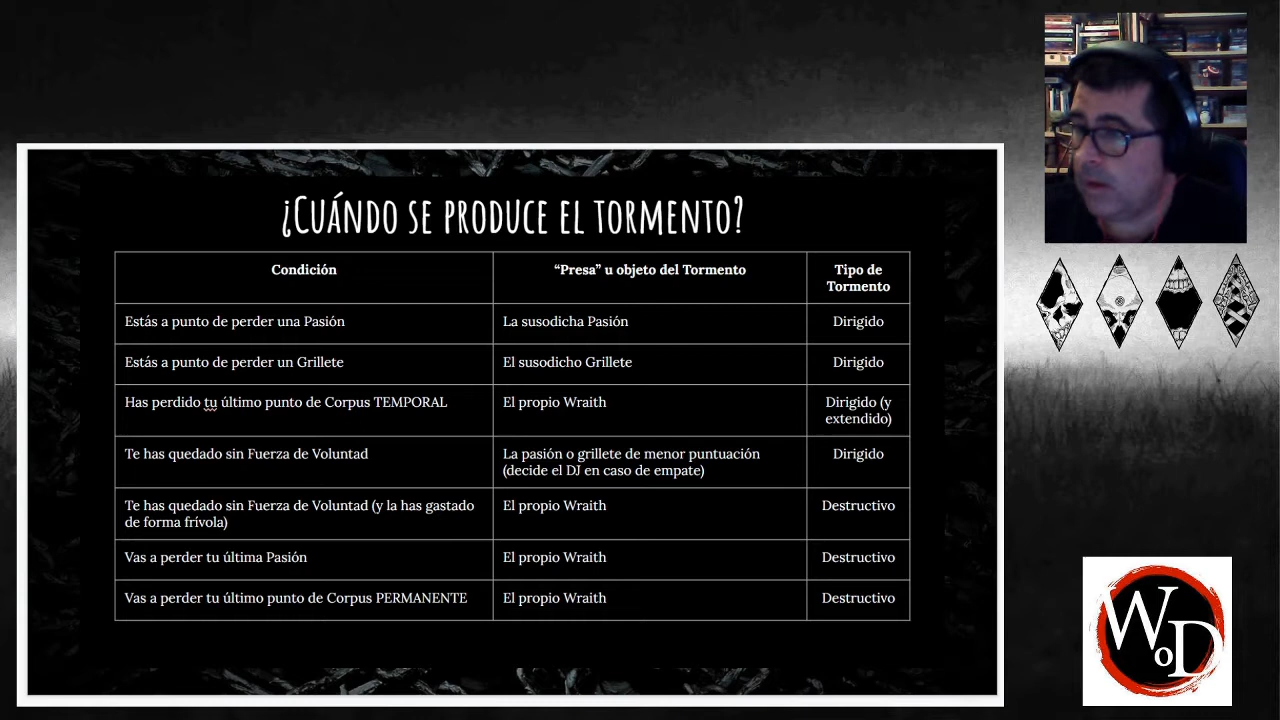 ¿Cuándo se produce el tormento?
Condición
“Presa” u objeto del Tormento
Tipo de
Tormento
Estás a punto de perder una Pasión
La susodicha Pasión
Dirigido
Estás a punto de perder un Grillete
El susodicho Grillete
Dirigido
Has perdido tu último punto de Corpus TEMPORAL
El propio Wraith
Dirigido (y
extendido)
Te has quedado sin Fuerza de Voluntad
La pasión o grillete de menor puntuación
(decide el DJ en caso de empate)
Dirigido
Te has quedado sin Fuerza de Voluntad (y la has gastado
de forma frívola)
El propio Wraith
Destructivo
Vas a perder tu última Pasión
El propio Wraith
Destructivo
Vas a perder tu último punto de Corpus PERMANENTE
El propio Wraith
Destructivo
WoD